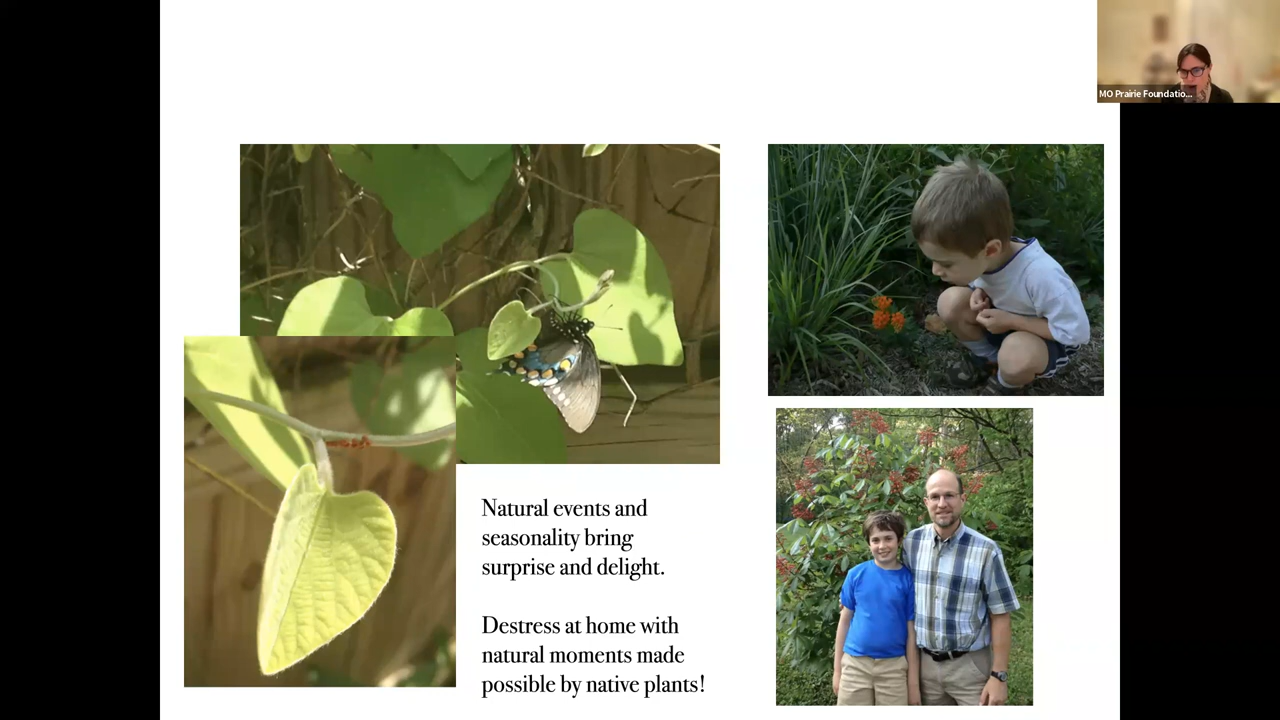 MO Prairie Foundatio...
Natural events and
seasonality bring
surprise and delight.
Destress at home with
natural moments made
possible by native plants!